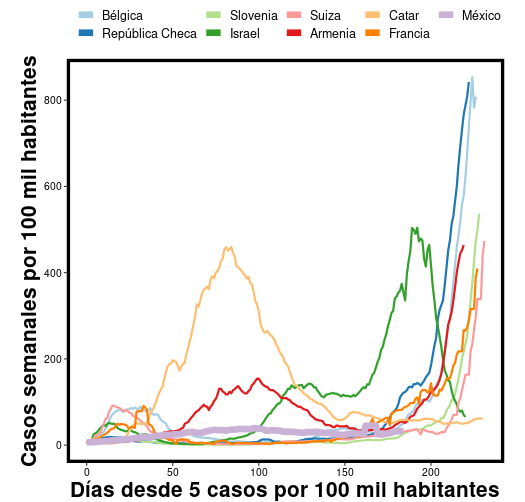 Bélgica Slovenia Suiza Catar México
República Checa Israel Armenia Francia
Casos semanales por 100 mil habitantes
800
600
400
200
0
0 50 100 150 200
Días desde 5 casos por 100 mil habitantes